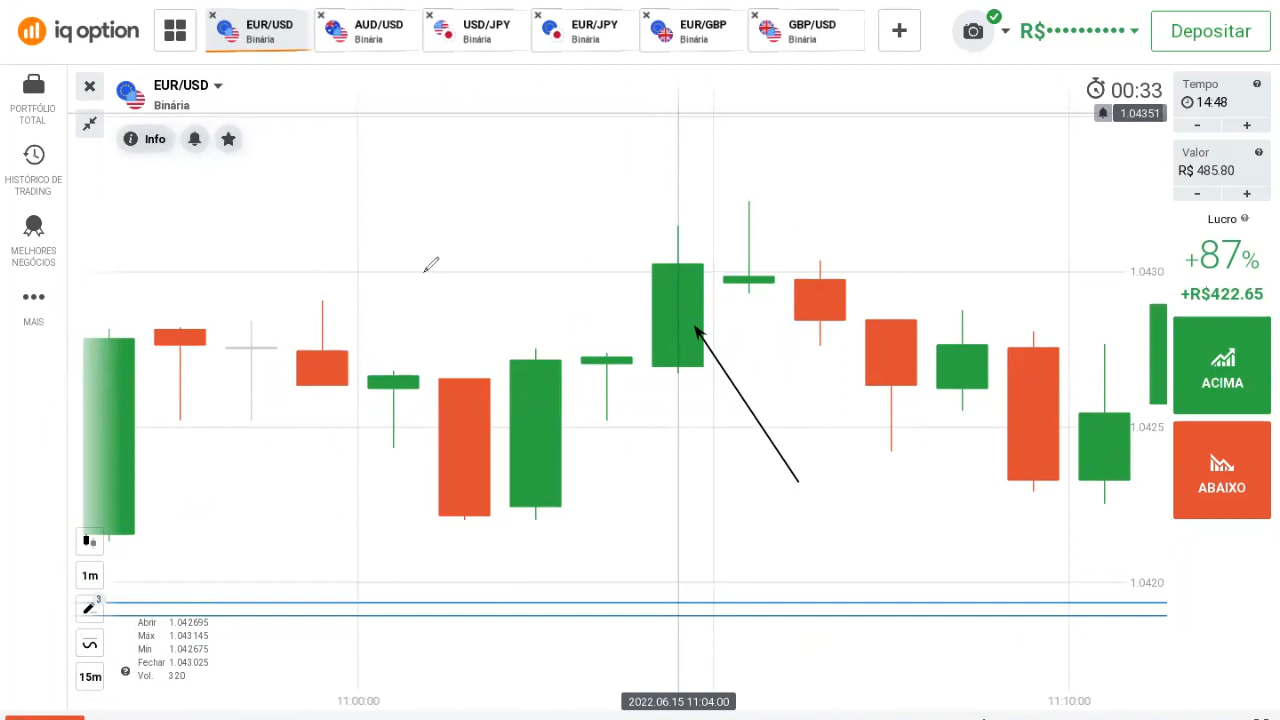 iq option
EUR/USD
Binária
AUD/USD
Binária
USD/JPY
Binária
EUR/JPY
Binária
EUR/GBP
Binária
GBP/USD
Binária
R$••••••••••
Depositar
PORTFÓLIO
TOTAL
HISTÓRICO DE
TRADING
MELHORES
NEGÓCIOS
MAIS
EUR/USD
Binária
Info
00:33
1.04351
1.0430
1.0425
1.0420
Tempo
14:48
- +
Valor
R$ 485.80
- +
Lucro
+87%
+R$422.65
ACIMA
ABAIXO
1m
3
15m
Abrir 1.042695
Máx 1.043145
Mín 1.042675
Fechar 1.043025
Vol. 320
11:00:00
2022.06.15 11:04:00
11:10:00